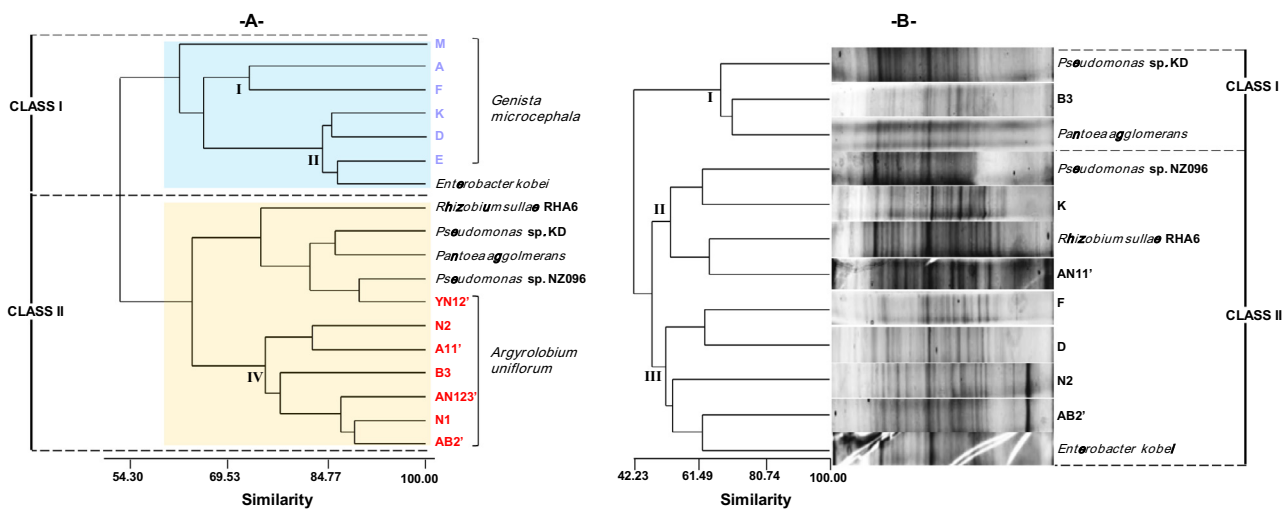 -A-
CLASS I
M
A
I
F
K
D
II
E
Enterobacter kobei
Genista
microcephala
CLASS II
Rhizobium sullae RHA6
Pseudomonas sp. KD
Pantoea aggolmerans
Pseudomonas sp. NZ096
YN12'
N2
A11'
IV
B3
AN123'
N1
AB2'
Argyrolobium
uniflorum
54.30 69.53 84.77 100.00
Similarity
-B-
Pseudomonas sp. KD
I
B3
Pantoea agglomerans
CLASS I
Pseudomonas sp. NZ096
II
K
Rhizobium sullae RHA6
AN11'
F
CLASS II
D
III
N2
AB2'
Enterobacter kobeI
42.23 61.49 80.74 100.00
Similarity